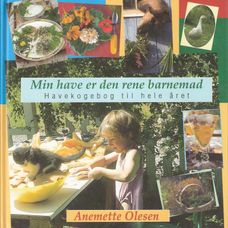 Min have er den rene barnemad
Havekogebog til hele året
Anemette Olesen